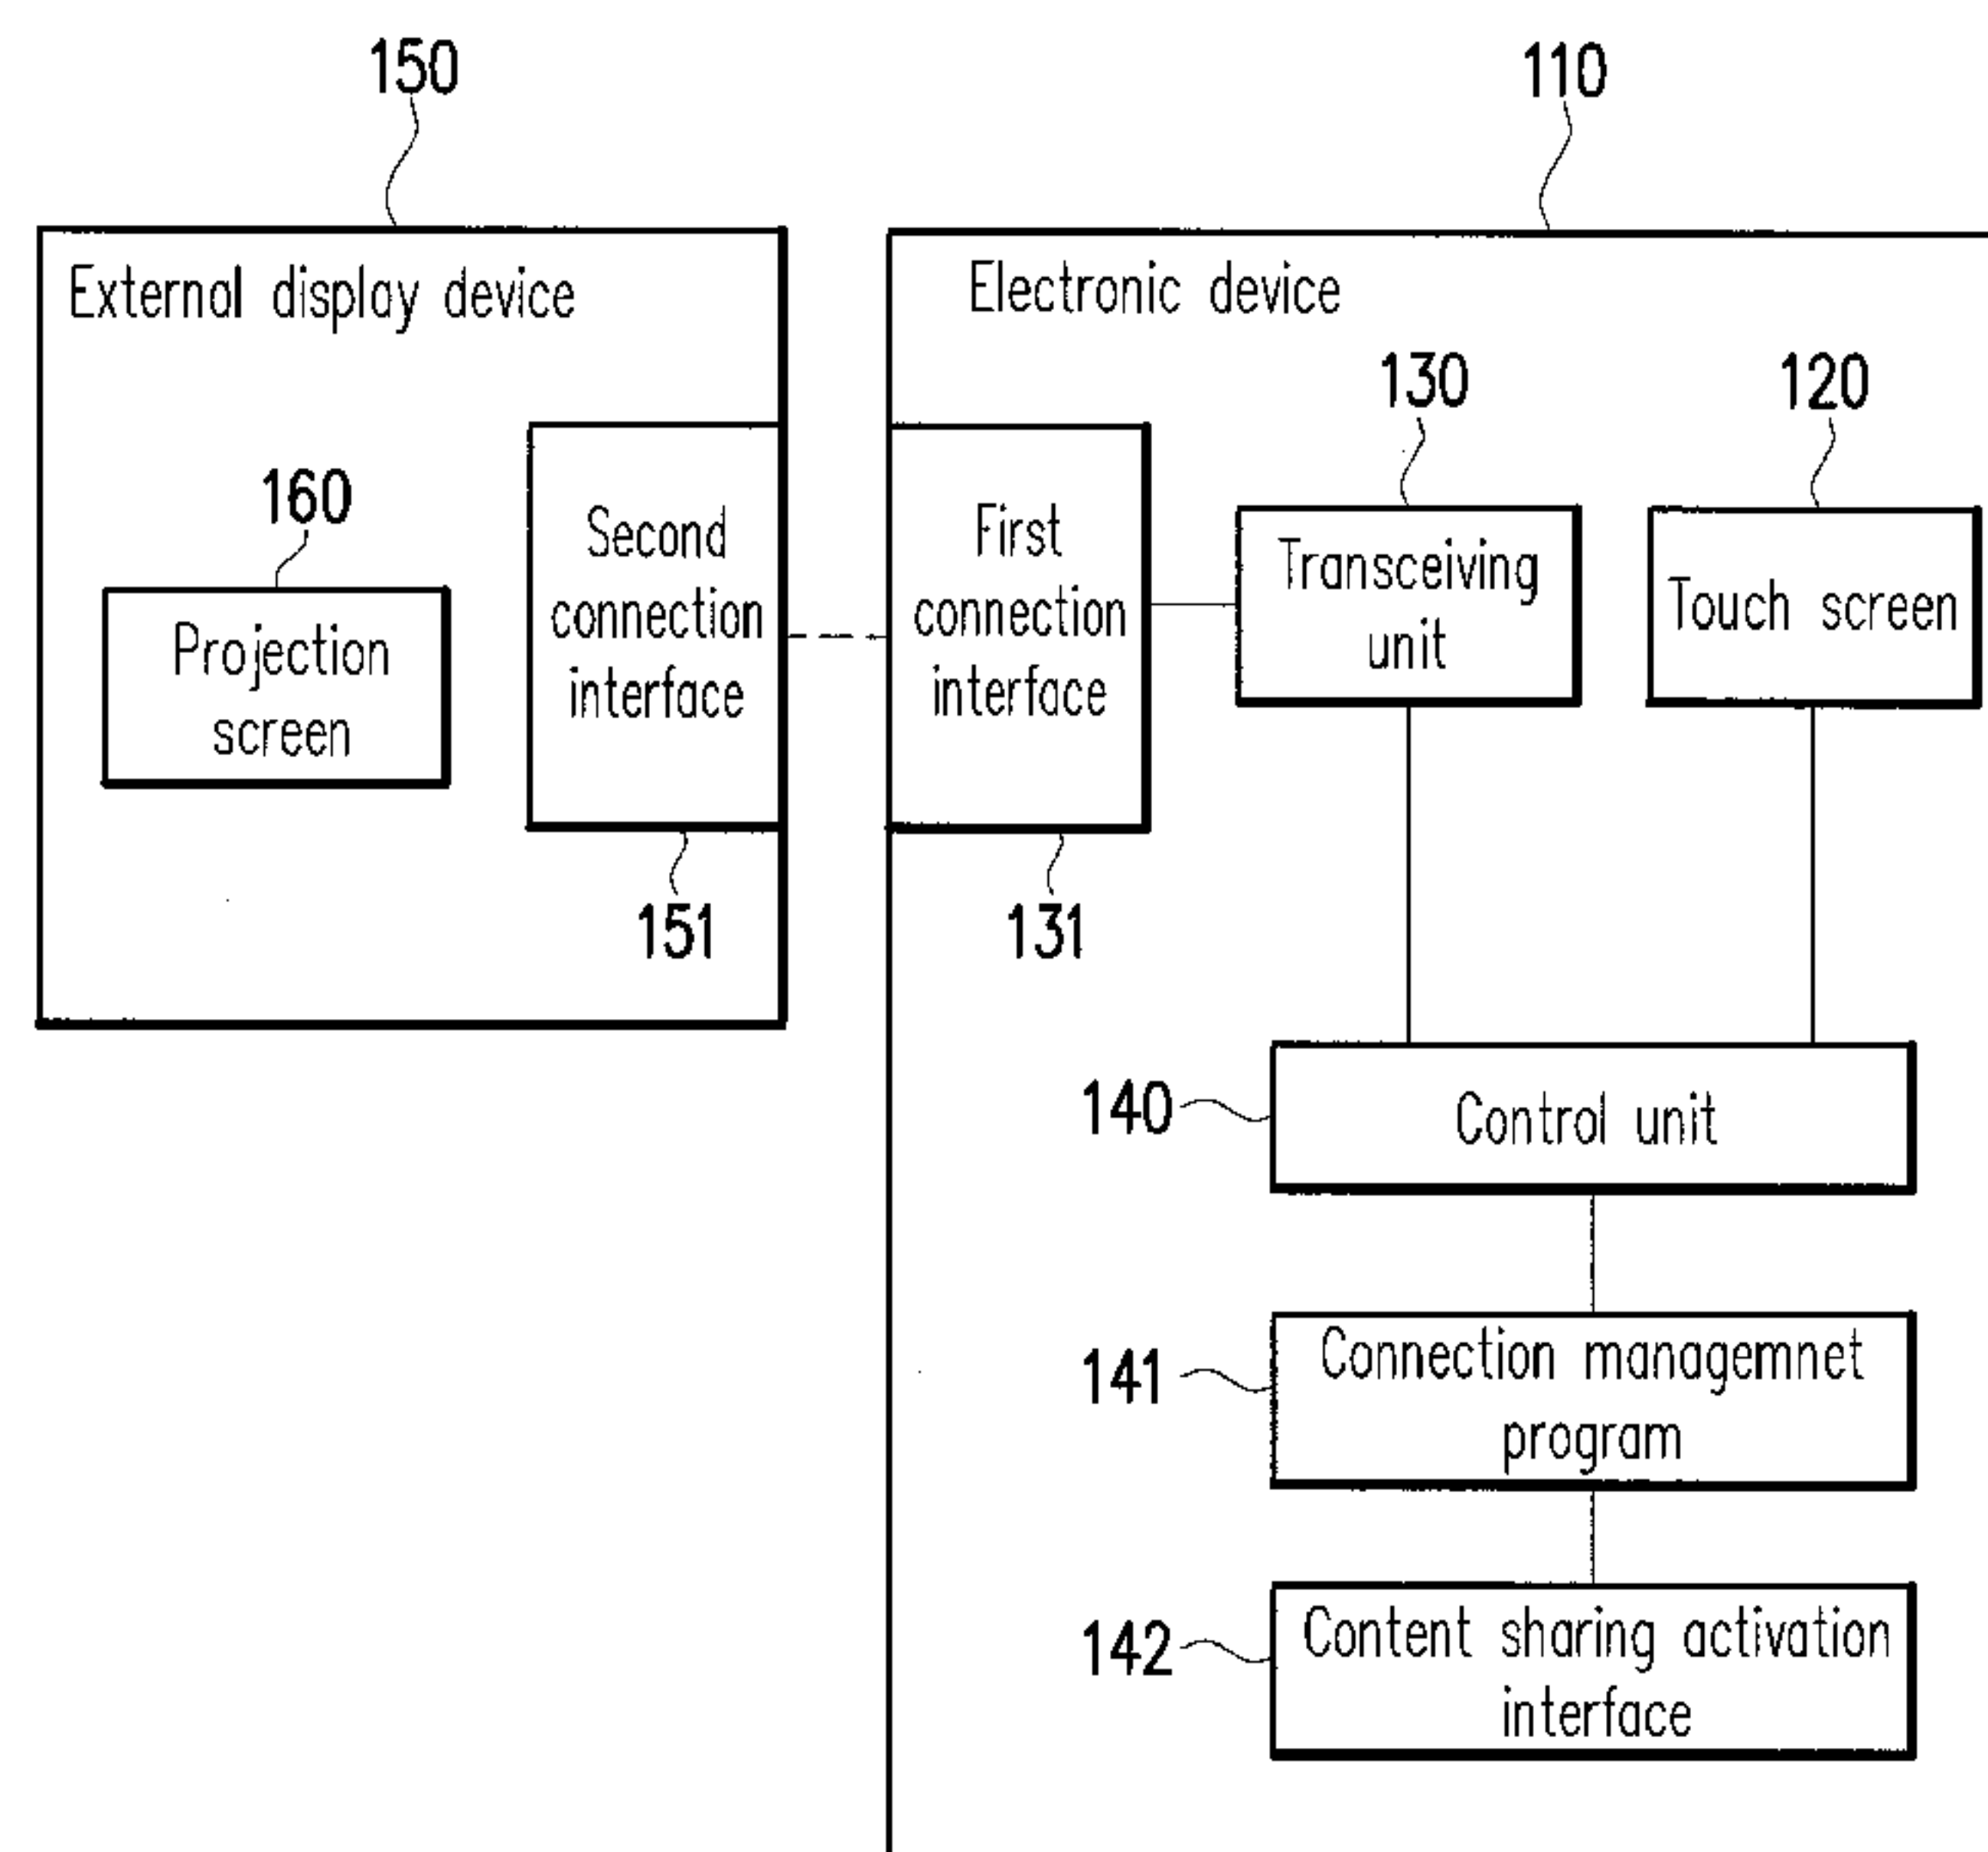 150
110
External display device
Electronic device
130
120
160
Second
connection
interface
First
connection
interface
Transceiving
unit
Touch screen
Projection
screen
151
131
140
Control unit
141
Connection managemnet
program
142
Content sharing activation
interface